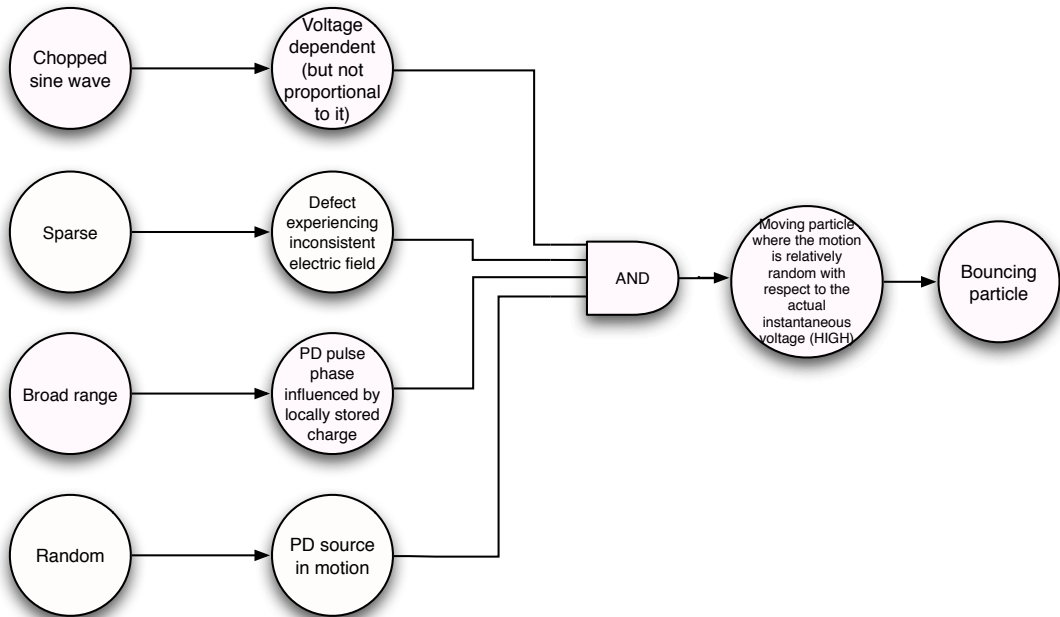 Chopped
sine wave
Voltage
dependent
(but not
proportional
to it)
Sparse
Defect
experiencing
inconsistent
electric field
Broad range
PD pulse
phase
influenced by
locally stored
charge
Random
PD source
in motion
AND
Moving particle
where the motion
is relatively
random with
respect to the
actual
instantaneous
voltage (HIGH)
Bouncing
particle